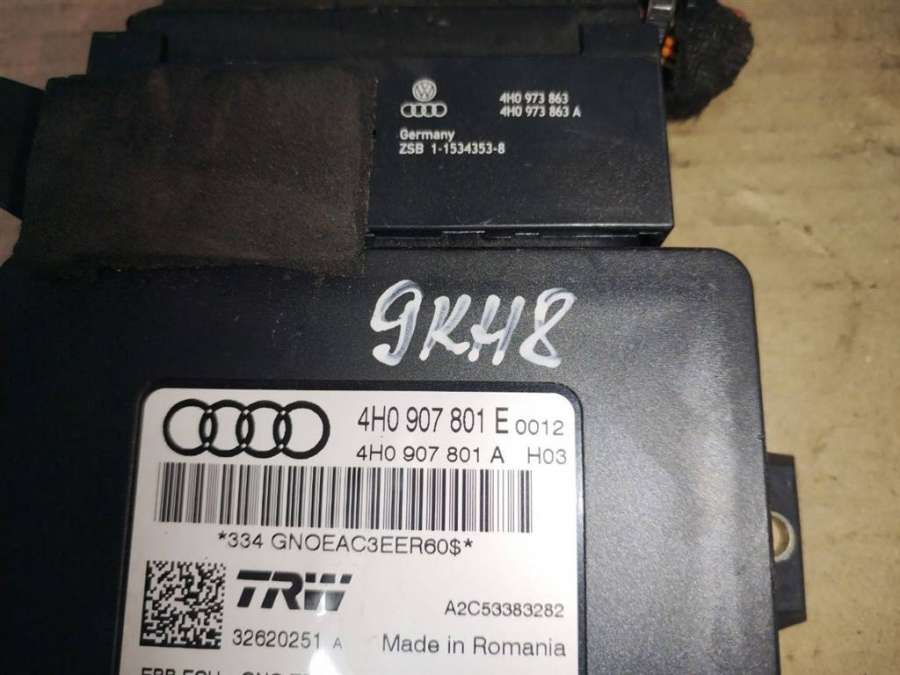 4H0 973 863
4H0 973 863 A
Germany
ZSB 1-1534353-8
9KH8
4H0 907 801 E 0012
4H0 907 801 A H03
*334 GNOEAC3EER60$*
TRW
A2C53383282
32620251 A Made in Romania